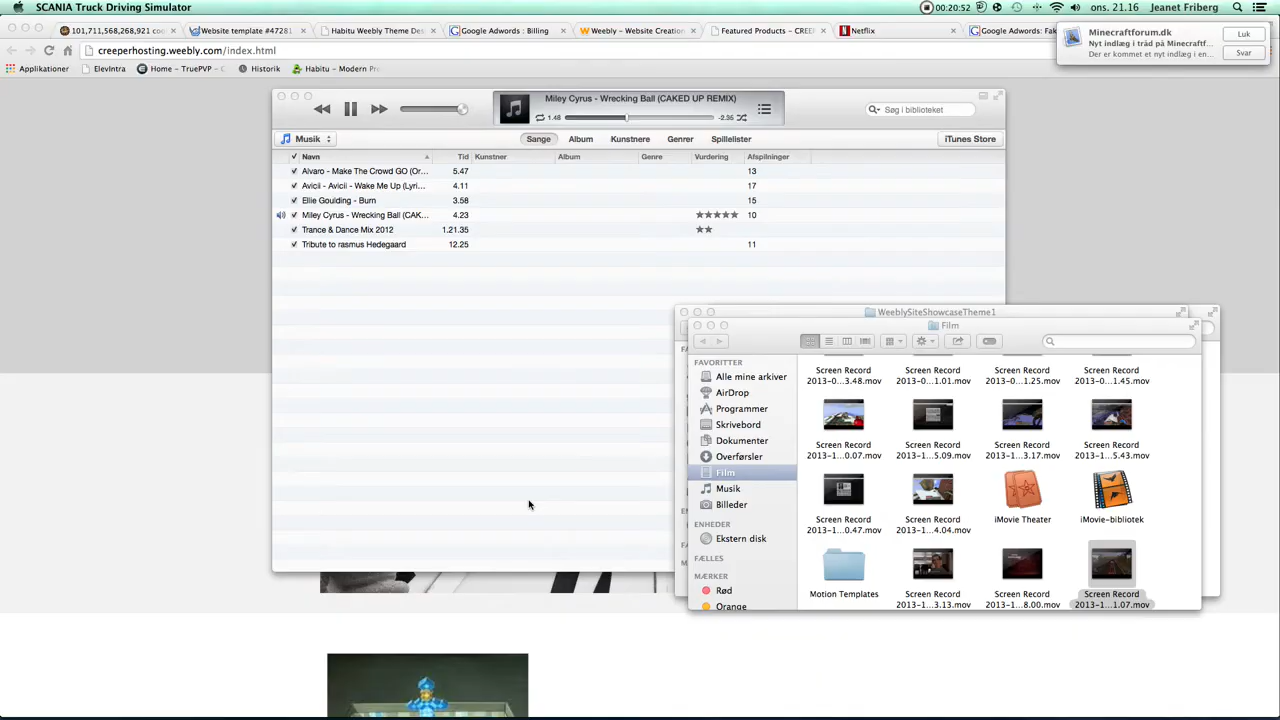 SCANIA Truck Driving Simulator
00:20:52
ons. 21.16
Jeanet Friberg
101,711,568,268,921 coo
Website template #47281
Habitu Weebly Theme Des
Google Adwords : Billing
Weebly - Website Creation
Featured Products - CREE
Netflix
Google Adwords: Fak
creeperhosting.weebly.com/index.html
Applikationer
ElevIntra
Home – TruePVP
Historik
Habitu - Modern Pr
Minecraftforum.dk
Nyt indlæg i tråd på Minecraftf...
Der er kommet et nyt indlæg i en...
Luk
Svar
Miley Cyrus - Wrecking Ball (CAKED UP REMIX)
1.48
-2.35
Søg i biblioteket
Musik
Sange
Album
Kunstnere
Genrer
Spillelister
iTunes Store
Navn
Tid
Kunstner
Album
Genre
Vurdering
Afspilninger
Alvaro - Make The Crowd GO (Or... 5.47 13
Avicii - Avicii - Wake Me Up (Lyri... 4.11 17
Ellie Goulding - Burn 3.58 15
Miley Cyrus - Wrecking Ball (CAK... 4.23 ★★★★★ 10
Trance & Dance Mix 2012 1.21.35 ★★
Tribute to rasmus Hedegaard 12.25 11
WeeblySiteShowcaseTheme1
Film
FAVORITTER
Alle mine arkiver
AirDrop
Programmer
Skrivebord
Dokumenter
Overførsler
Film
Musik
Billeder
ENHEDER
Ekstern disk
FÆLLES
MÆRKER
Rød
Orange
Screen Record
2013-0...3.48.mov
Screen Record
2013-0...1.01.mov
Screen Record
2013-0...1.25.mov
Screen Record
2013-0...1.45.mov
Screen Record
2013-1...0.07.mov
Screen Record
2013-1...5.09.mov
Screen Record
2013-1...3.17.mov
Screen Record
2013-1...5.43.mov
Screen Record
2013-1...0.47.mov
Screen Record
2013-1...4.04.mov
iMovie Theater
iMovie-bibliotek
Motion Templates
Screen Record
2013-1...3.13.mov
Screen Record
2013-1...8.00.mov
Screen Record
2013-1...1.07.mov